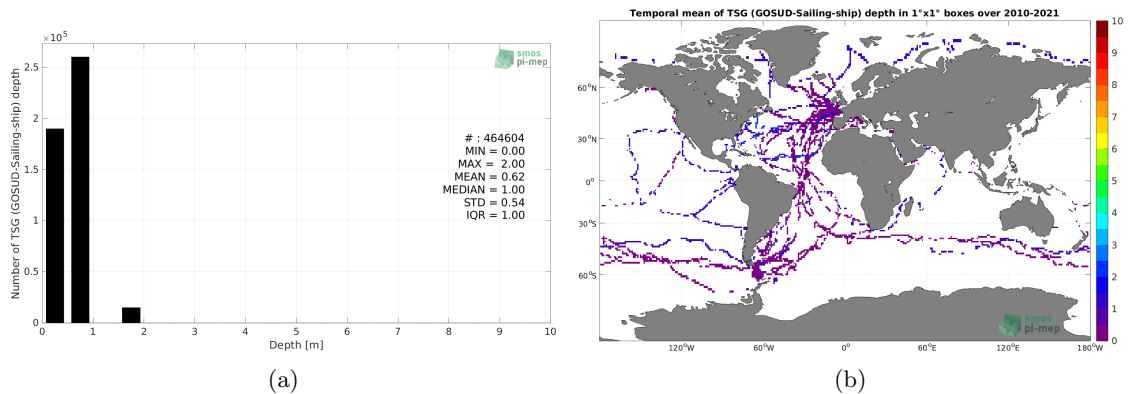 ×10⁵
2.5
2
1.5
1
0.5
0
Number of TSG (GOSUD-Sailing-ship) depth
smos
pi-mep
# : 464604
MIN = 0.00
MAX = 2.00
MEAN = 0.62
MEDIAN = 1.00
STD = 0.54
IQR = 1.00
0 1 2 3 4 5 6 7 8 9 10
Depth [m]
(a)
Temporal mean of TSG (GOSUD-Sailing-ship) depth in 1°x1° boxes over 2010-2021
60°N
30°N
0°
30°S
60°S
120°W 60°W 0° 60°E 120°E 180°W
smos
pi-mep
10
9
8
7
6
5
4
3
2
1
0
(b)